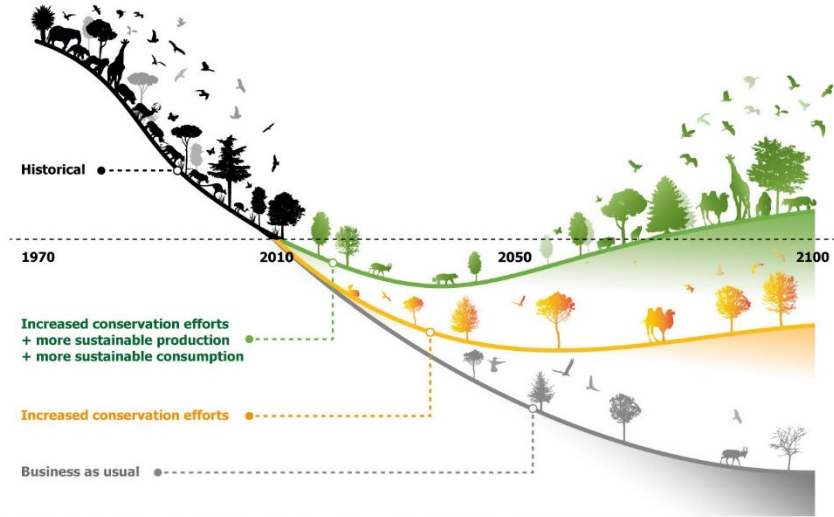 Historical
1970 2010 2050 2100
Increased conservation efforts
+ more sustainable production
+ more sustainable consumption
Increased conservation efforts
Business as usual